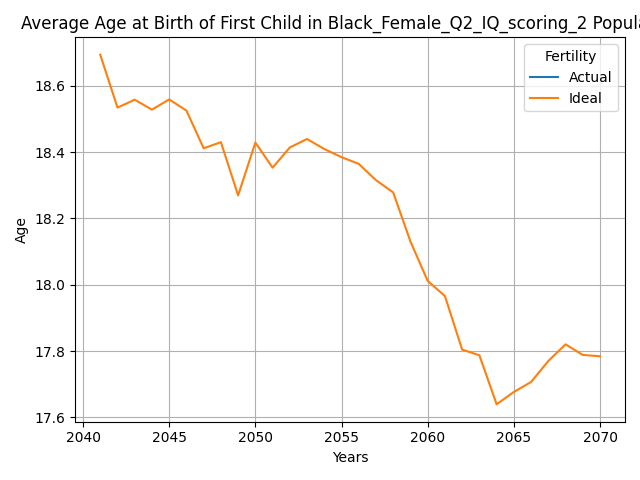 Average Age at Birth of First Child in Black_Female_Q2_IQ_scoring_2 Popula
Fertility
Actual
Ideal
Age
18.6
18.4
18.2
18.0
17.8
17.6
2040 2045 2050 2055 2060 2065 2070
Years